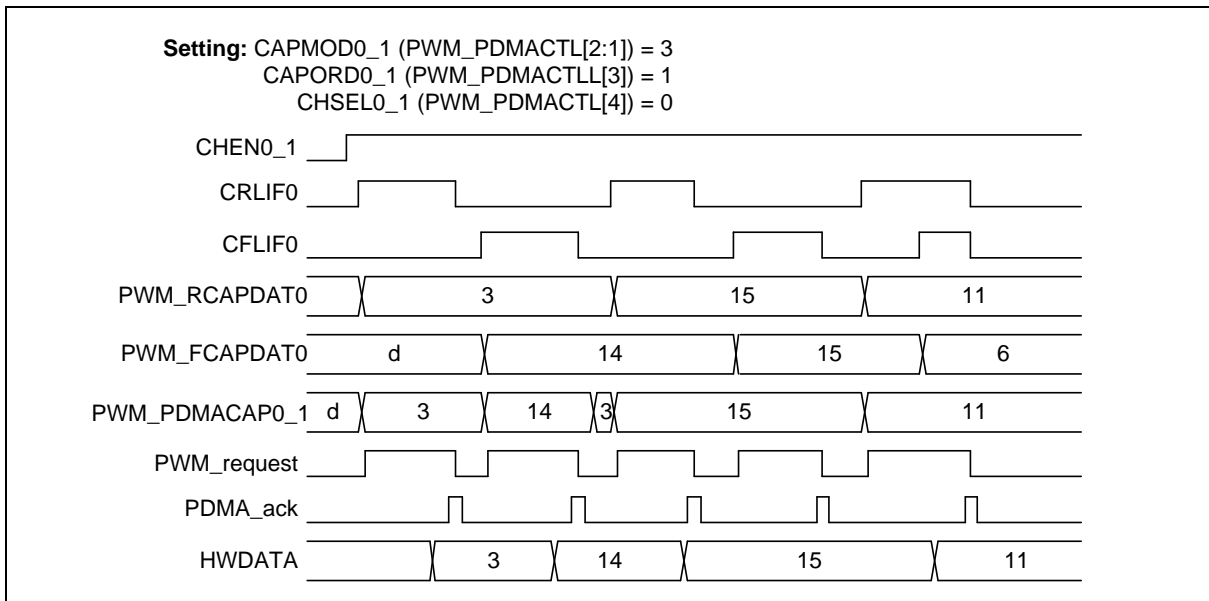 Setting: CAPMOD0_1 (PWM_PDMACTL[2:1]) = 3
CAPORD0_1 (PWM_PDMACTLL[3]) = 1
CHSEL0_1 (PWM_PDMACTL[4]) = 0
CHEN0_1
CRLIF0
CFLIF0
PWM_RCAPDAT0 3 15 11
PWM_FCAPDAT0 d 14 15 6
PWM_PDMACAP0_1 d 3 14 3 15 11
PWM_request
PDMA_ack
HWDATA 3 14 15 11